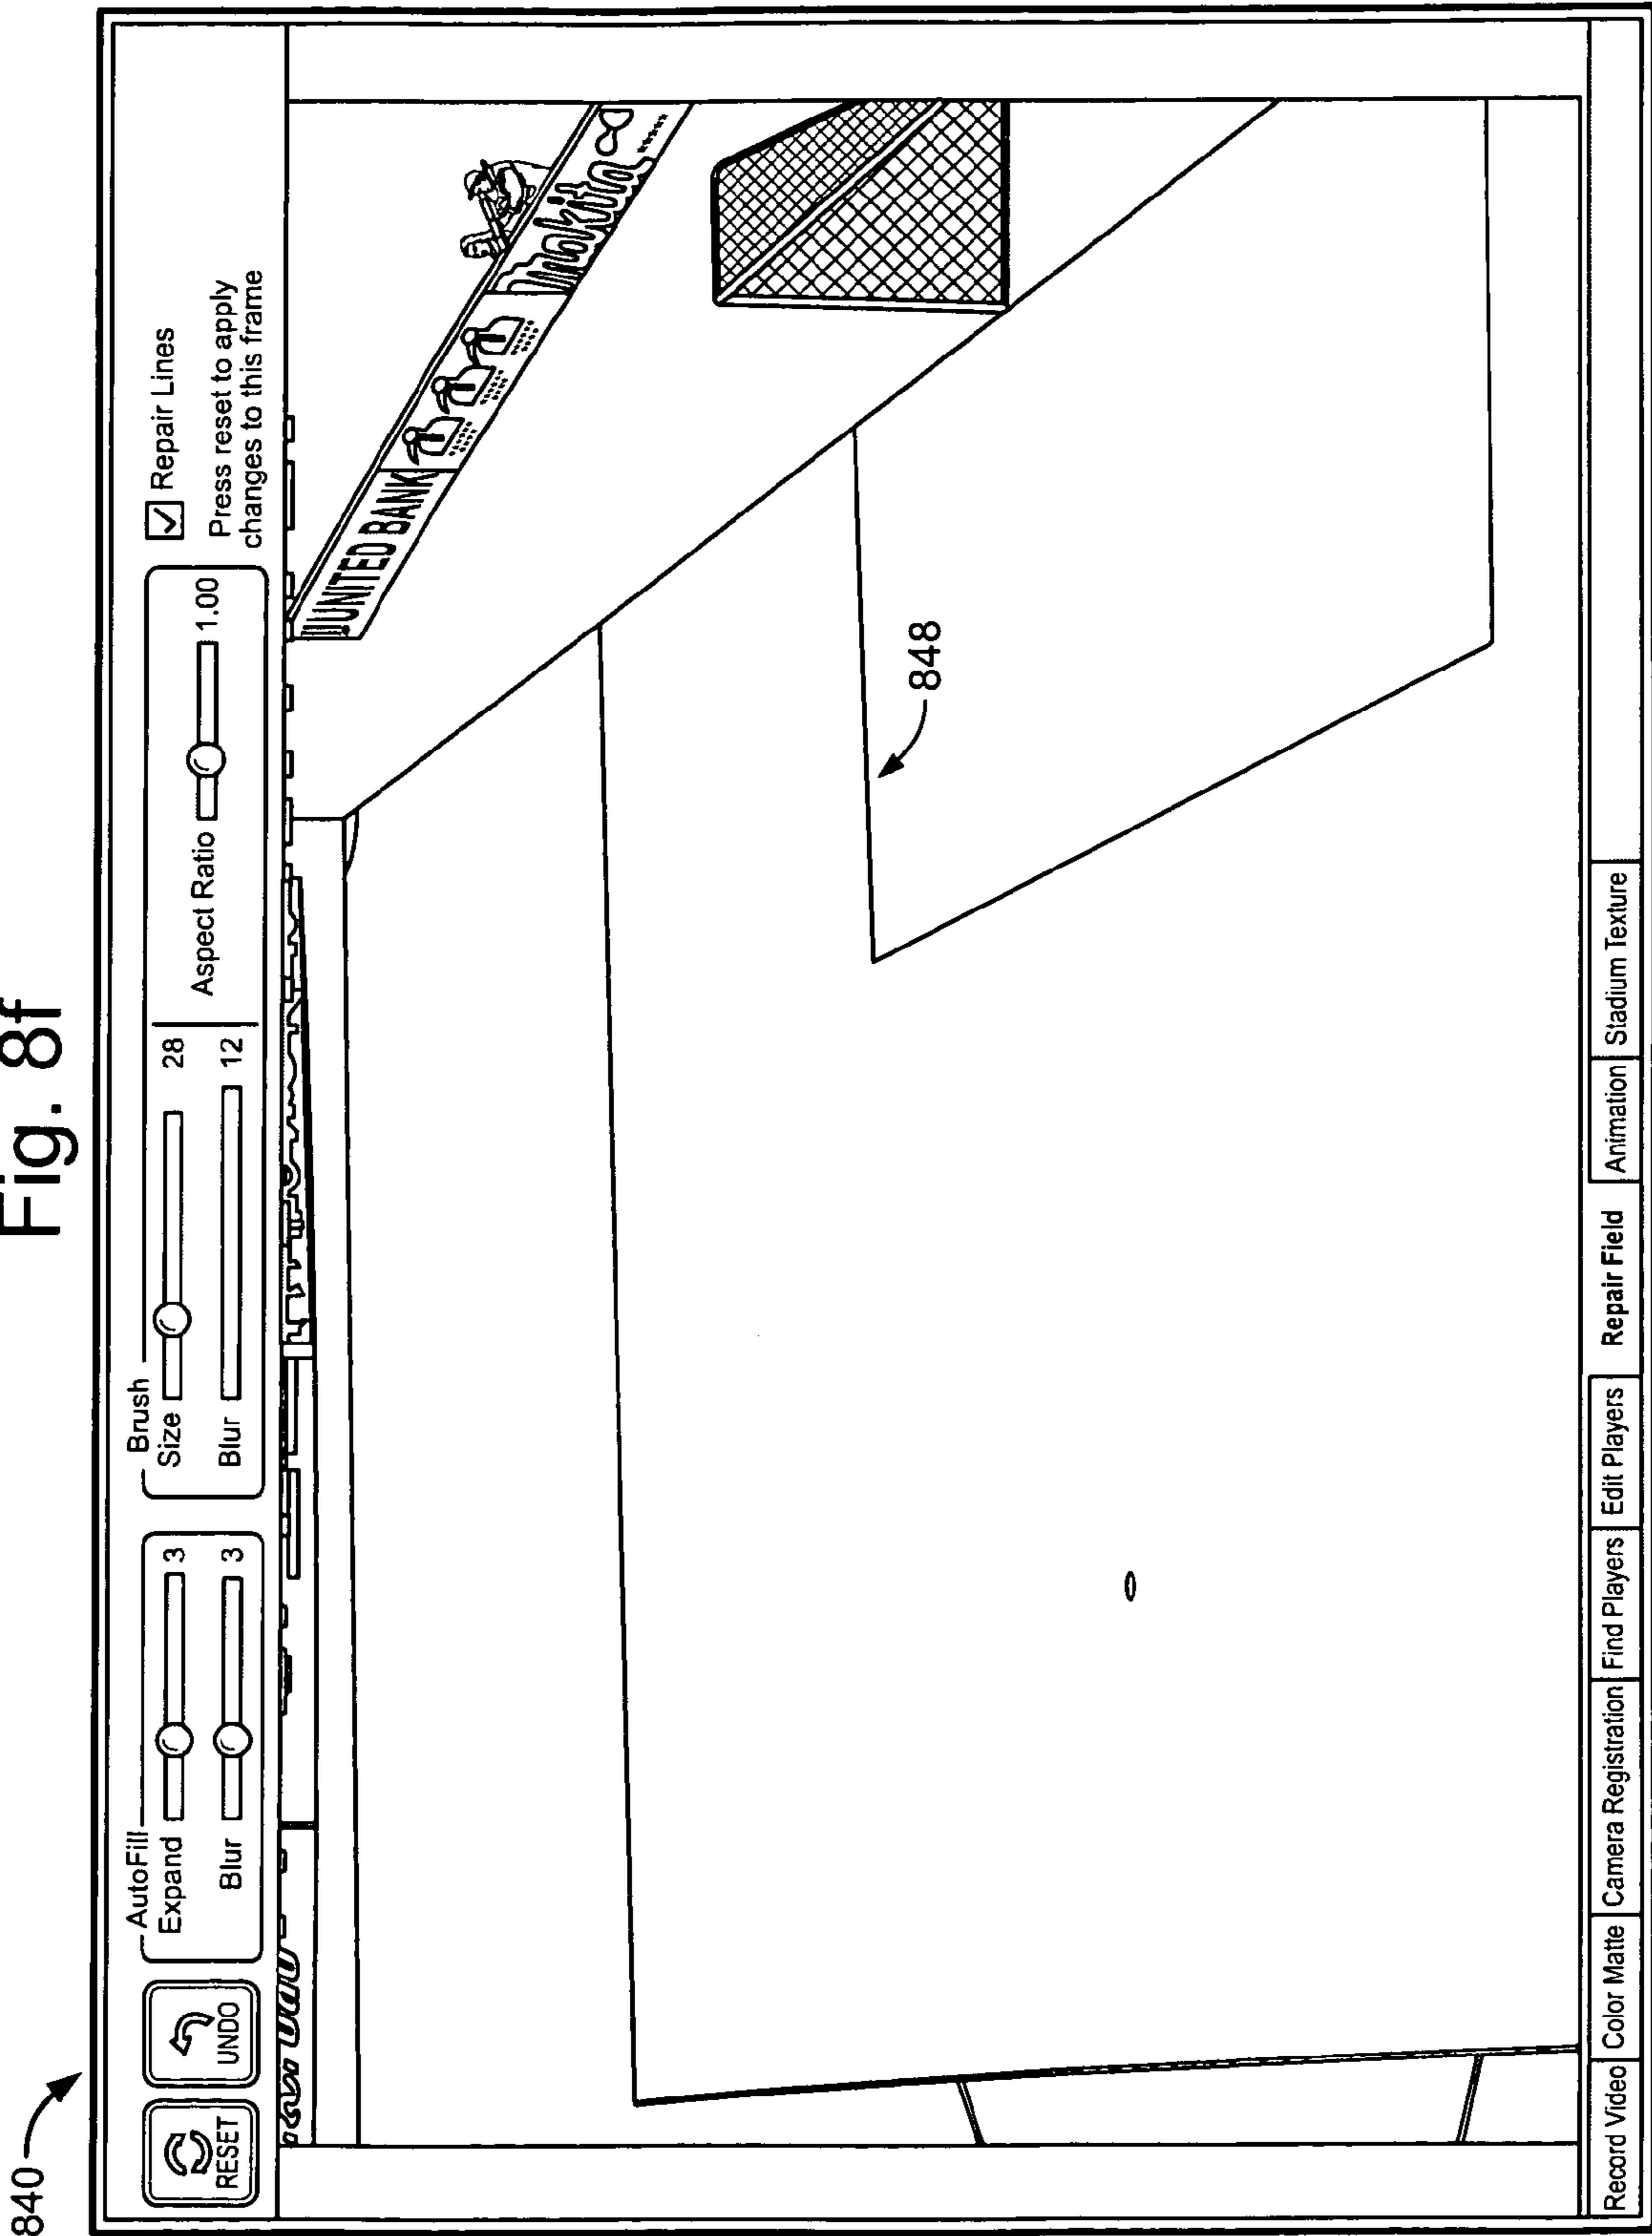 Fig. 8f
840
RESET
UNDO
AutoFill
Expand 3
Blur 3
Brush
Size 28
Blur 12
Aspect Ratio 1.00
Repair Lines
Press reset to apply
changes to this frame
UNITED BANK
makita
848
Record Video Color Matte Camera Registration Find Players Edit Players Repair Field Animation Stadium Texture